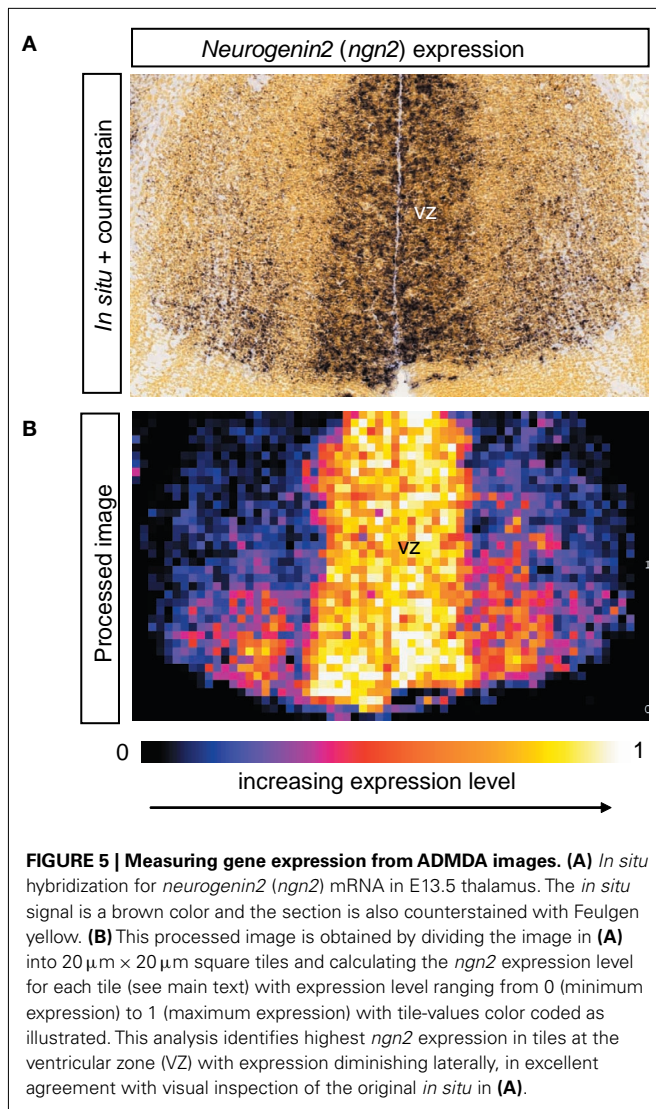 A
Neurogenin2 (ngn2) expression
In situ + counterstain
VZ
B
Processed image
VZ
1
0
0
1
increasing expression level
FIGURE 5 | Measuring gene expression from ADMDA images. (A) In situ
hybridization for neurogenin2 (ngn2) mRNA in E13.5 thalamus. The in situ
signal is a brown color and the section is also counterstained with Feulgen
yellow. (B) This processed image is obtained by dividing the image in (A)
into 20 μm × 20 μm square tiles and calculating the ngn2 expression level
for each tile (see main text) with expression level ranging from 0 (minimum
expression) to 1 (maximum expression) with tile-values color coded as
illustrated. This analysis identifies highest ngn2 expression in tiles at the
ventricular zone (VZ) with expression diminishing laterally, in excellent
agreement with visual inspection of the original in situ in (A).